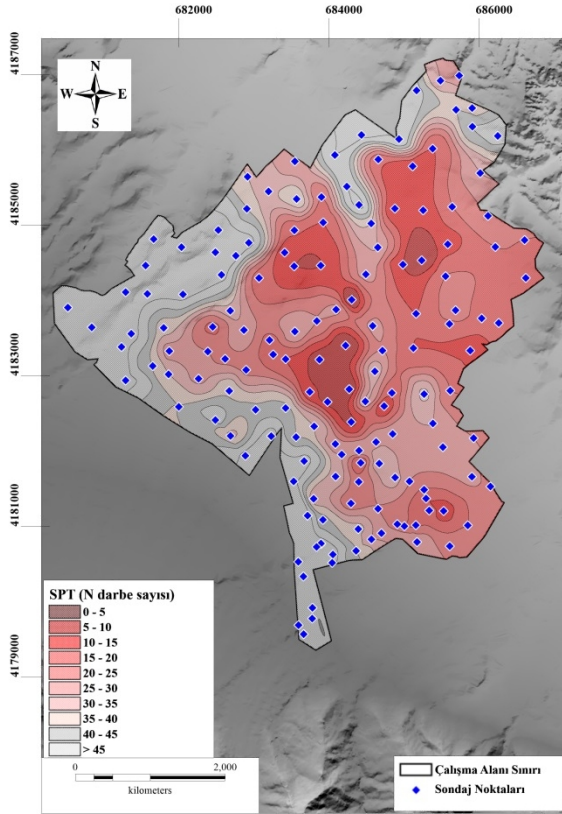 682000 684000 686000
4187000
N
W E
S
4185000
4183000
4181000
4179000
SPT (N darbe sayısı)
0 - 5
5 - 10
10 - 15
15 - 20
20 - 25
25 - 30
30 - 35
35 - 40
40 - 45
> 45
0 2,000
kilometers
Çalışma Alanı Sınırı
Sondaj Noktaları